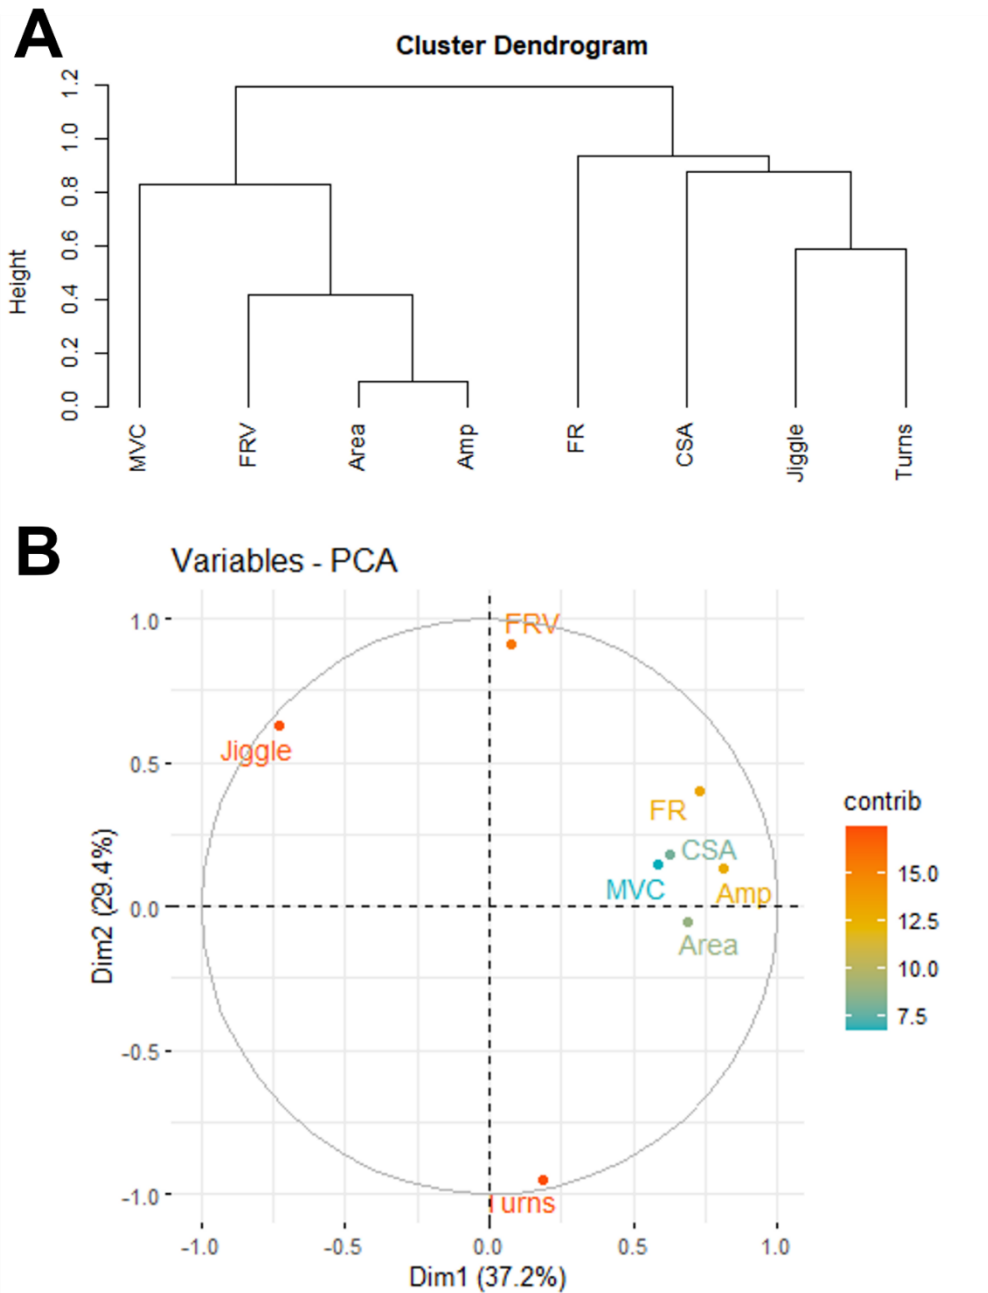 A
Cluster Dendrogram
Height
1.2
1.0
0.8
0.6
0.4
0.2
0.0
MVC
FRV
Area
Amp
FR
CSA
Jiggle
Turns
B
Variables - PCA
Dim2 (29.4%)
1.0
0.5
0.0
-0.5
-1.0
FRV
Jiggle
FR
CSA
MVC
Amp
Area
Turns
-1.0
-0.5
0.0
0.5
1.0
Dim1 (37.2%)
contrib
15.0
12.5
10.0
7.5